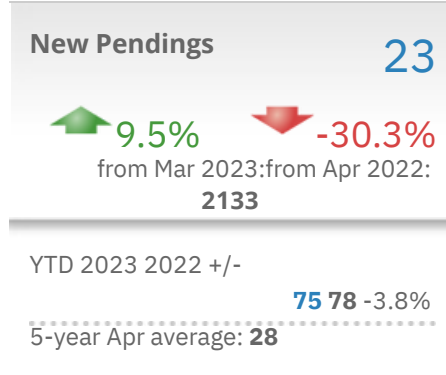 New Pendings
23
9.5% -30.3%
from Mar 2023:from Apr 2022:
2133
YTD 2023 2022 +/-
75 78 -3.8%
5-year Apr average: 28